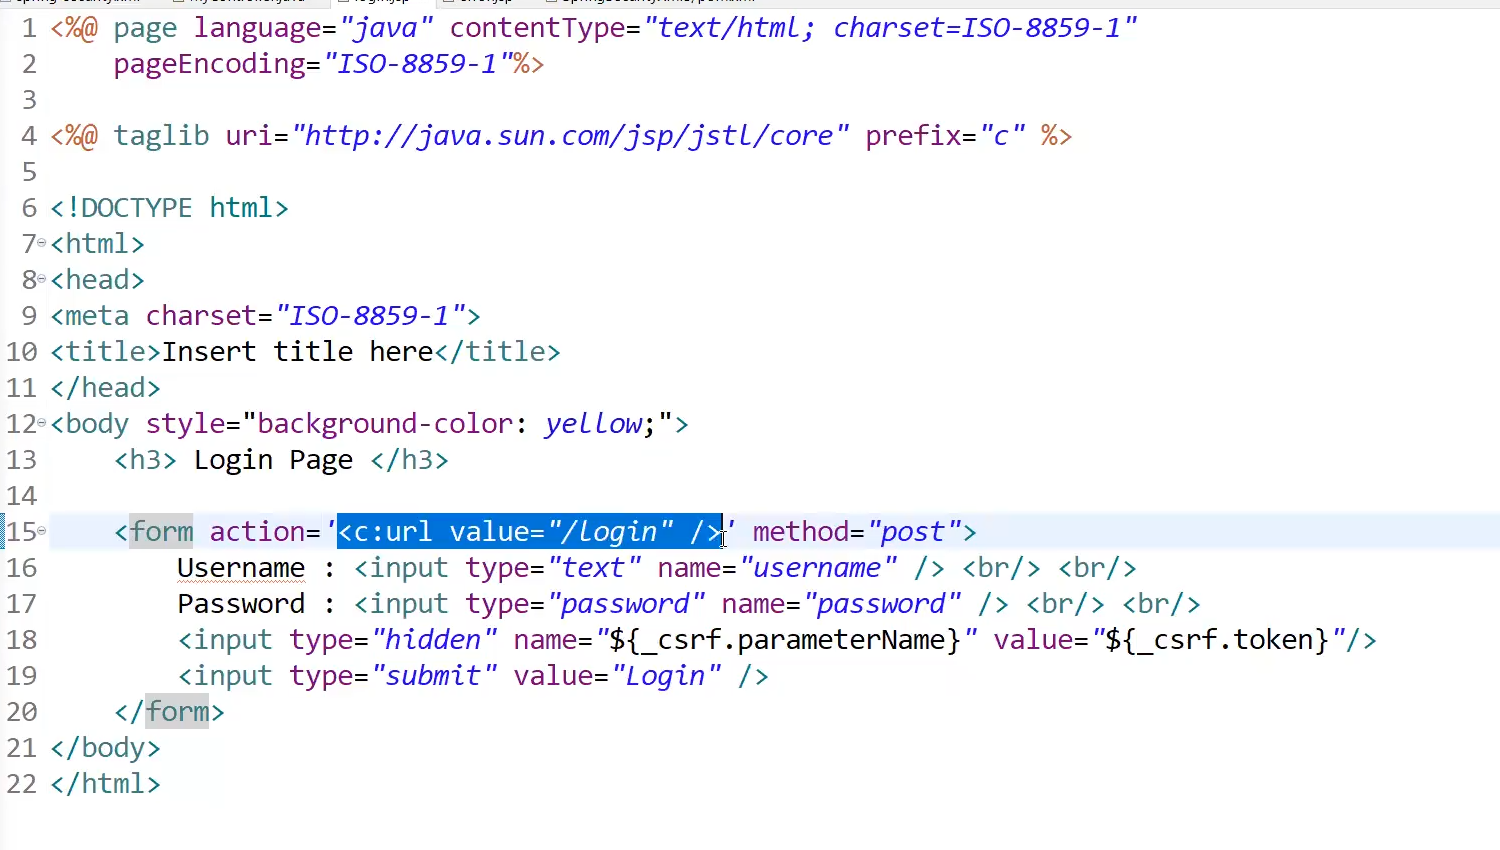 1 <%@ page language="java" contentType="text/html; charset=ISO-8859-1"
2     pageEncoding="ISO-8859-1"%>
3
4 <%@ taglib uri="http://java.sun.com/jsp/jstl/core" prefix="c" %>
5
6 <!DOCTYPE html>
7 <html>
8 <head>
9 <meta charset="ISO-8859-1">
10 <title>Insert title here</title>
11 </head>
12 <body style="background-color: yellow;">
13     <h3> Login Page </h3>
14
15     <form action='<c:url value="/login" />' method="post">
16         Username : <input type="text" name="username" /> <br/> <br/>
17         Password : <input type="password" name="password" /> <br/> <br/>
18         <input type="hidden" name="${_csrf.parameterName}" value="${_csrf.token}"/>
19         <input type="submit" value="Login" />
20     </form>
21 </body>
22 </html>